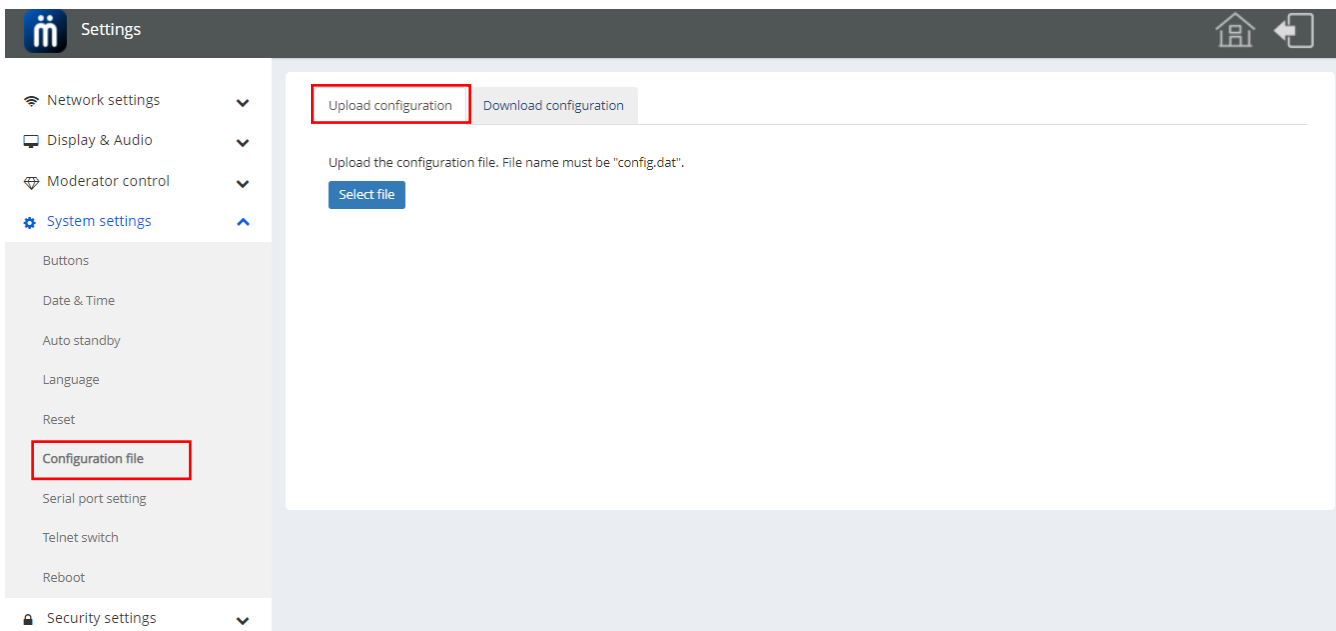 Settings
Network settings
Display & Audio
Moderator control
System settings
Buttons
Date & Time
Auto standby
Language
Reset
Configuration file
Serial port setting
Telnet switch
Reboot
Security settings
Upload configuration Download configuration
Upload the configuration file. File name must be "config.dat".
Select file